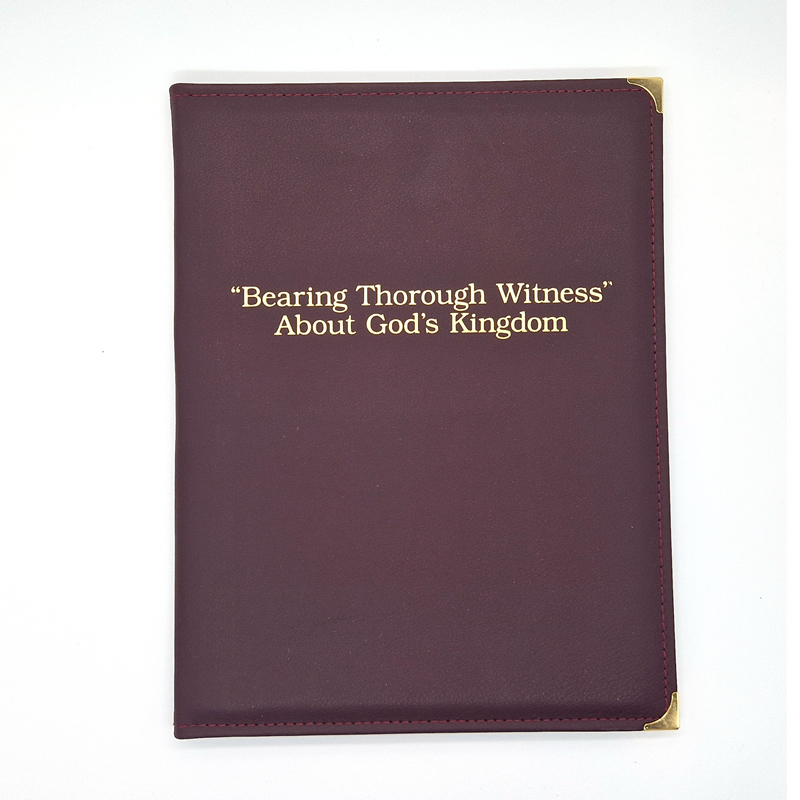 “Bearing Thorough Witness”
About God’s Kingdom